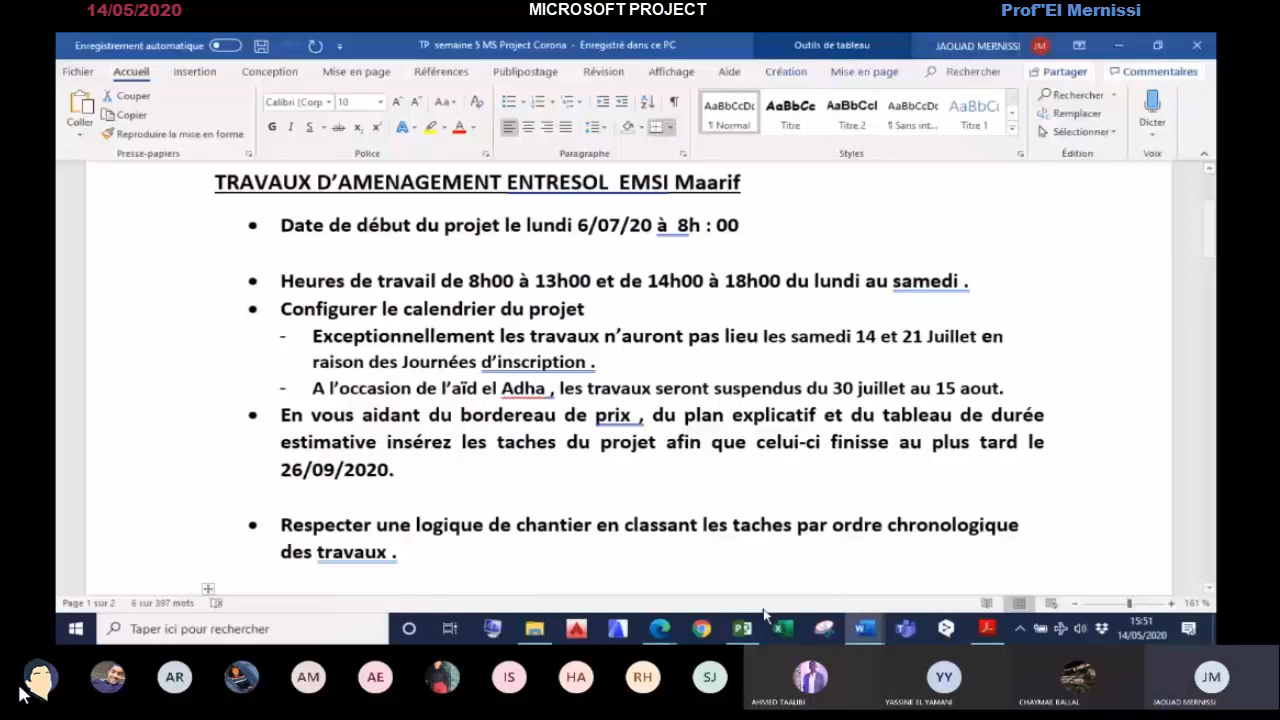 14/05/2020 MICROSOFT PROJECT Prof"El Mernissi
Enregistrement automatique TP semaine 5 MS Project Corona - Enregistré dans ce PC Outils de tableau JAOUAD MERNISSI JM
Fichier Accueil Insertion Conception Mise en page Références Publipostage Révision Affichage Aide Création Mise en page Rechercher Partager Commentaires
Coller
Couper
Copier
Reproduire la mise en forme
Presse-papiers
Calibri (Corp 10
G I S ab
Police
Paragraphe
AaBbCcDc AaBbCc AaBbCcI AaBbCcDc AaBbCc
¶ Normal Titre Titre 2 ¶ Sans int... Titre 1
Styles
Rechercher
Remplacer
Sélectionner
Édition
Dicter
Voix
TRAVAUX D'AMENAGEMENT ENTRESOL EMSI Maarif
• Date de début du projet le lundi 6/07/20 à 8h : 00
• Heures de travail de 8h00 à 13h00 et de 14h00 à 18h00 du lundi au samedi .
• Configurer le calendrier du projet
- Exceptionnellement les travaux n'auront pas lieu les samedi 14 et 21 Juillet en
raison des Journées d'inscription .
- A l'occasion de l'aïd el Adha , les travaux seront suspendus du 30 juillet au 15 aout.
• En vous aidant du bordereau de prix , du plan explicatif et du tableau de durée
estimative insérez les taches du projet afin que celui-ci finisse au plus tard le
26/09/2020.
• Respecter une logique de chantier en classant les taches par ordre chronologique
des travaux .
Page 1 sur 2 6 sur 397 mots 161 %
Taper ici pour rechercher
15:51
14/05/2020
AR AM AE IS HA RH SJ YY JM
AHMED TAALIBI YASSINE EL YAMANI CHAYMAE BALLAL JAOUAD MERNISSI